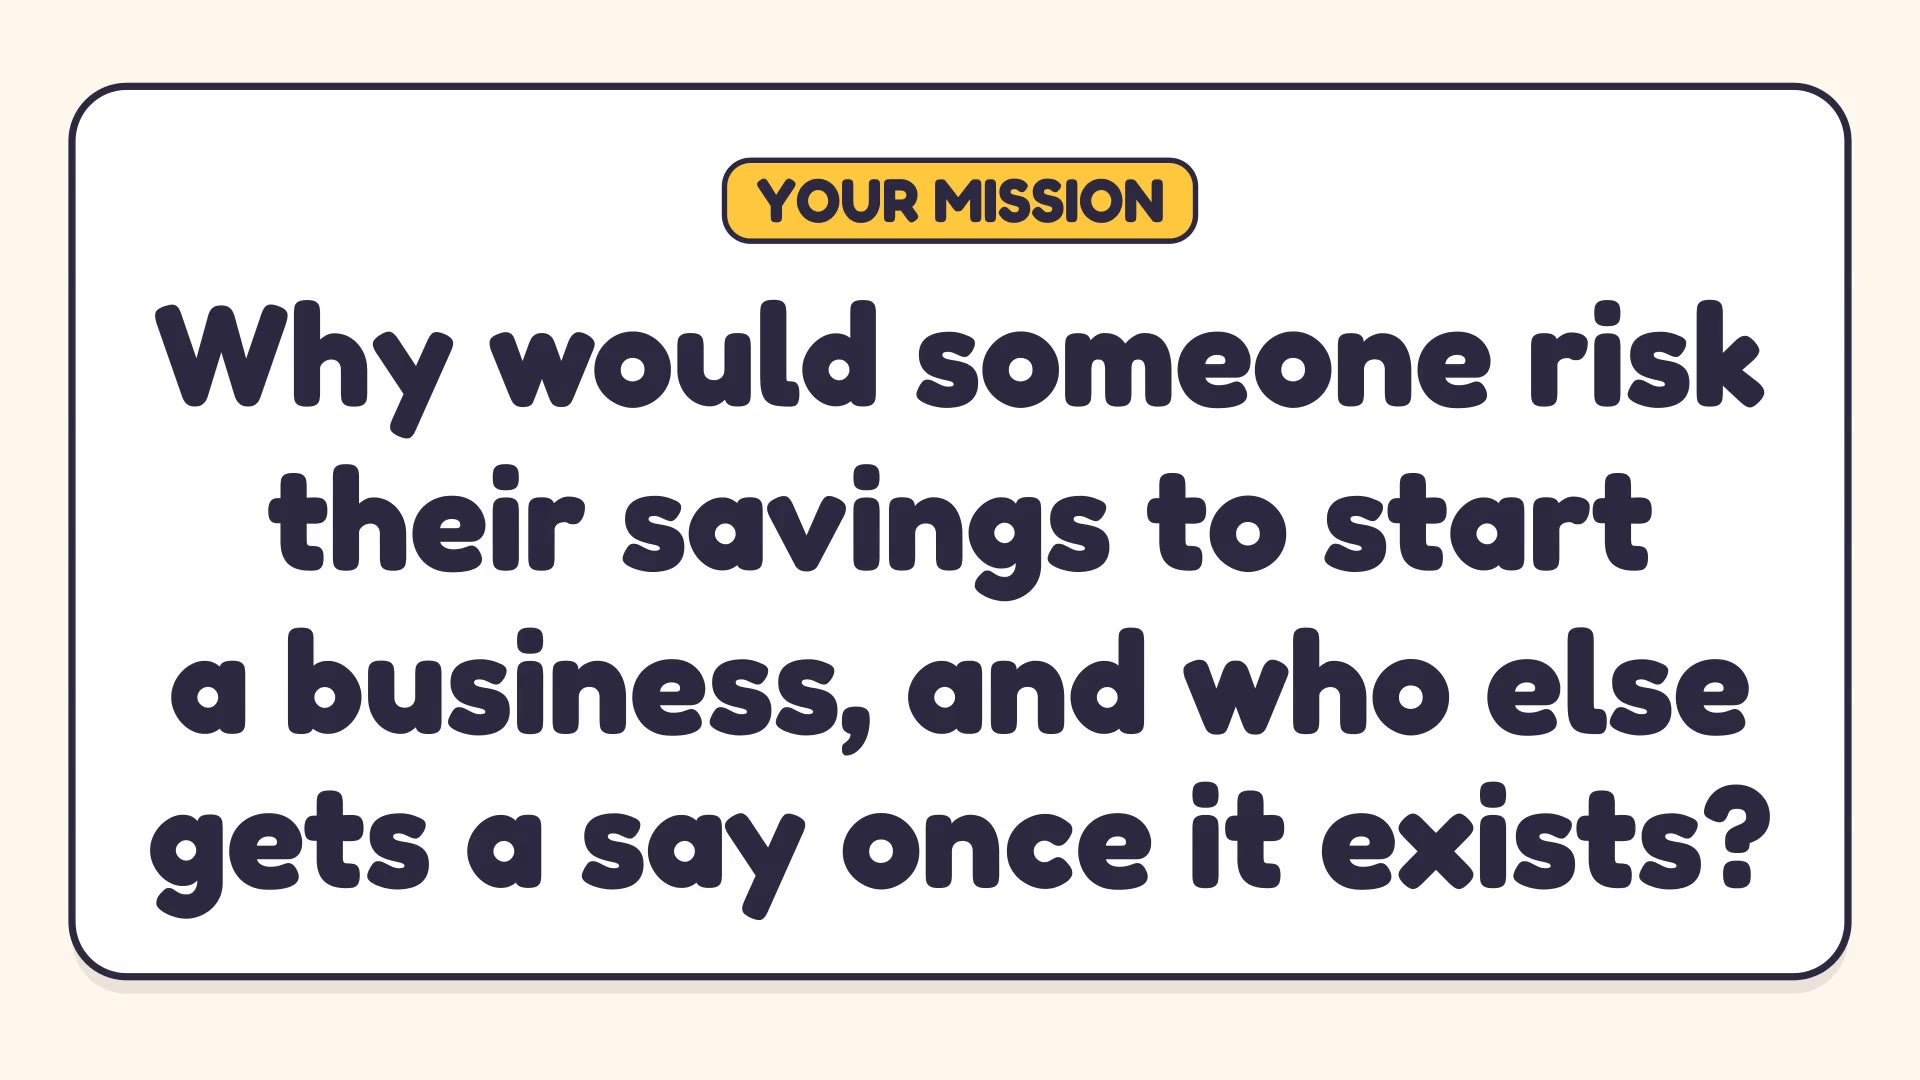 YOUR MISSION
Why would someone risk
their savings to start
a business, and who else
gets a say once it exists?